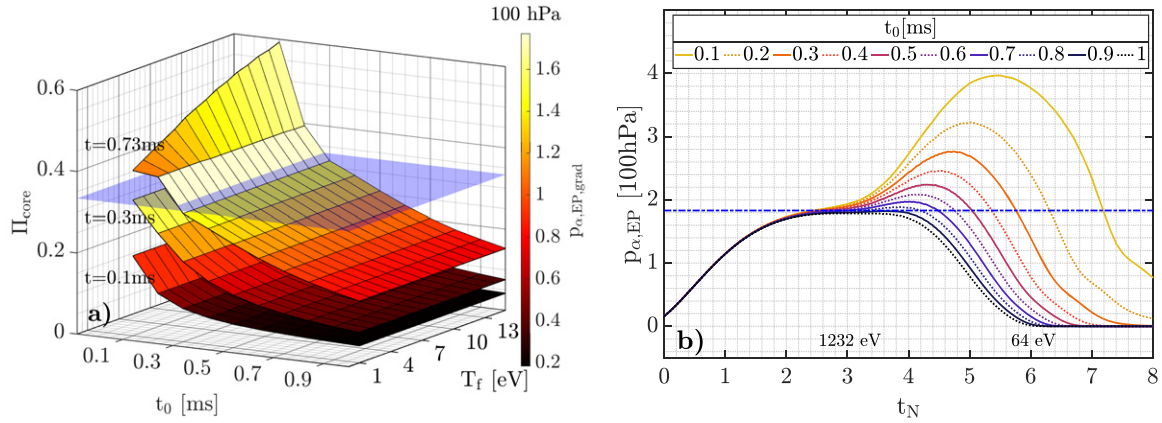 100 hPa
0.6
0.4
0.2
0
Π_core
t=0.73ms
t=0.3ms
t=0.1ms
a)
0.1
0.3
0.5
0.7
0.9
t₀ [ms]
1
4
7
10
13
T_f [eV]
1.6
1.4
1.2
1
0.8
0.6
0.4
0.2
p_α,EP,grad
t₀[ms]
0.1 0.2 0.3 0.4 0.5 0.6 0.7 0.8 0.9 1
4
3
2
1
0
p_α,EP [100hPa]
b)
1232 eV
64 eV
0 1 2 3 4 5 6 7 8
t_N